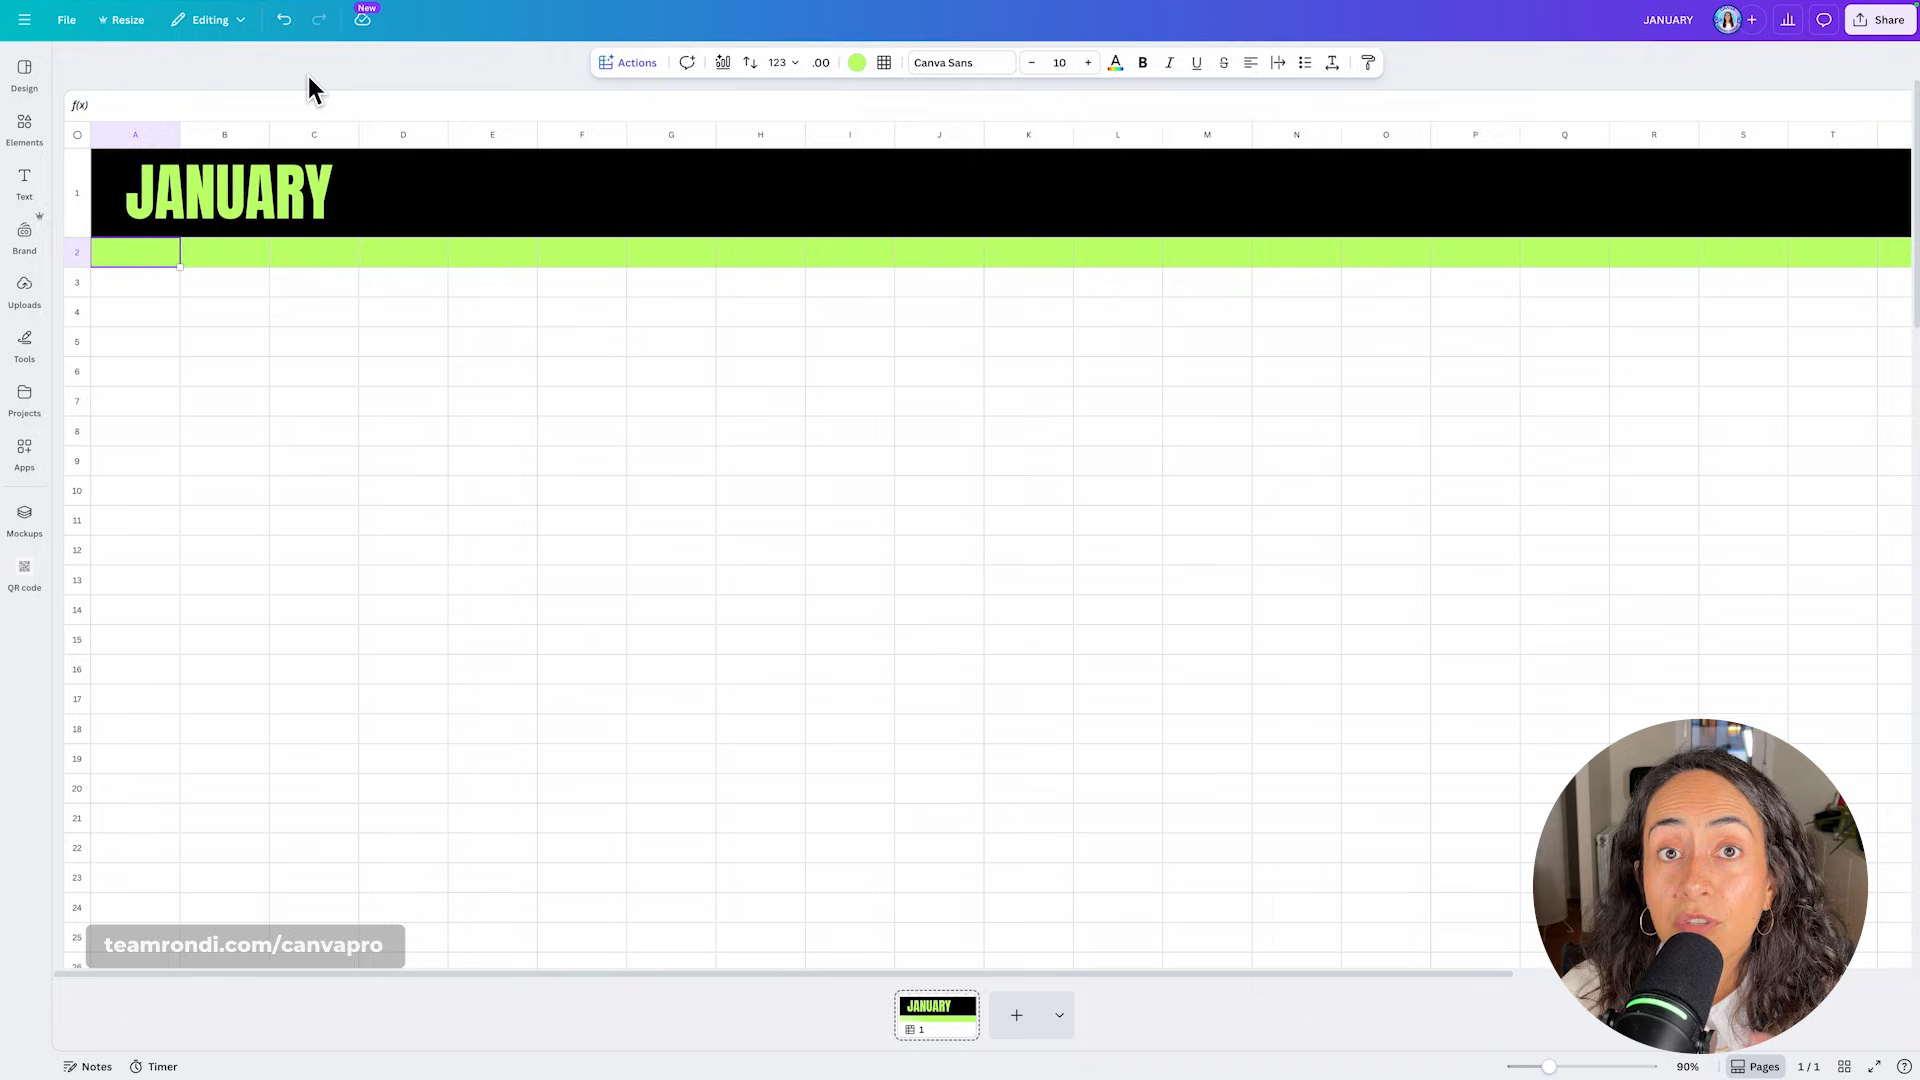 File
Resize
Editing
New
JANUARY
Share
Actions
123
.00
Canva Sans
− 10 +
A
B
I
U
S
T
f(x)
A B C D E F G H I J K L M N O P Q R S T
1
JANUARY
2
3
4
5
6
7
8
9
10
11
12
13
14
15
16
17
18
19
20
21
22
23
24
25
26
Design
Elements
Text
Brand
Uploads
Tools
Projects
Apps
Mockups
QR code
teamrondi.com/canvapro
JANUARY
1
Notes
Timer
90%
Pages
1 / 1